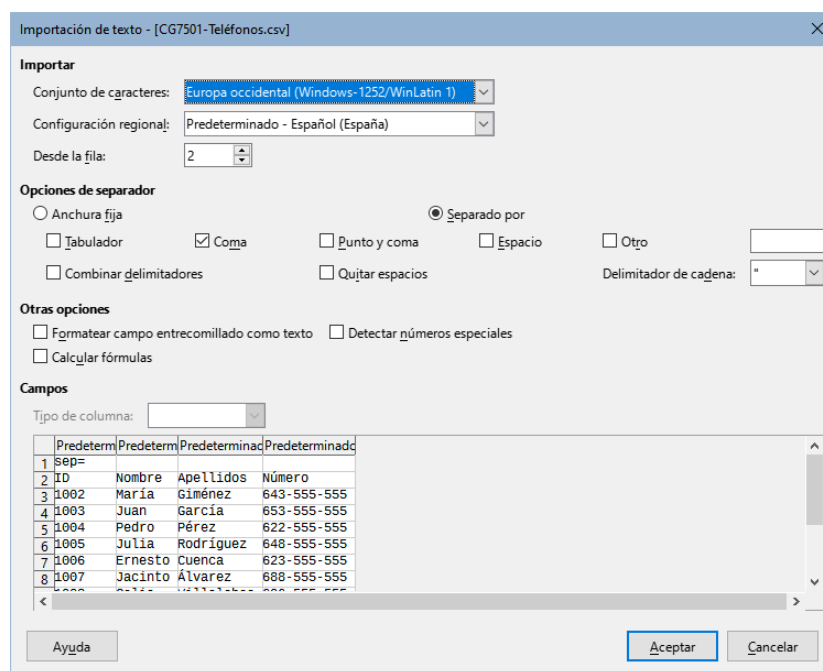 Importación de texto - [CG7501-Teléfonos.csv]
Importar
Conjunto de caracteres: Europa occidental (Windows-1252/WinLatin 1)
Configuración regional: Predeterminado - Español (España)
Desde la fila: 2
Opciones de separador
Anchura fija Separado por
Tabulador Coma Punto y coma Espacio Otro
Combinar delimitadores Quitar espacios Delimitador de cadena: "
Otras opciones
Formatear campo entrecomillado como texto Detectar números especiales
Calcular fórmulas
Campos
Tipo de columna:
Predeterm Predeterm Predeterminac Predeterminado
1 sep=
2 ID Nombre Apellidos Número
3 1002 María Giménez 643-555-555
4 1003 Juan García 653-555-555
5 1004 Pedro Pérez 622-555-555
6 1005 Julia Rodríguez 648-555-555
7 1006 Ernesto Cuenca 623-555-555
8 1007 Jacinto Álvarez 688-555-555
Ayuda Aceptar Cancelar